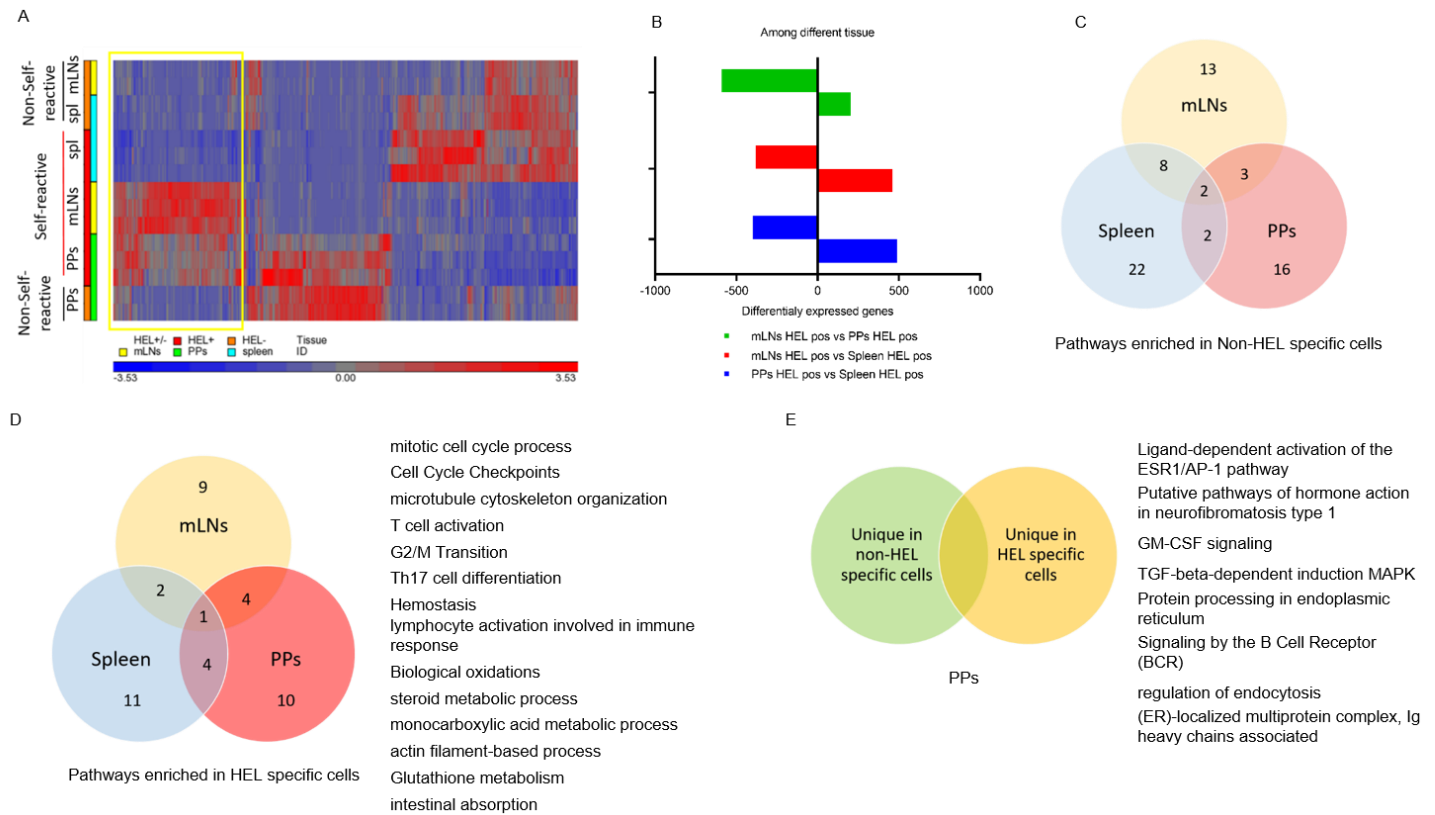 A
Non-Self-
reactive
mLNs
spl
Self-reactive
spl
mLNs
PPs
Non-Self-
reactive
PPs
HEL+/-
HEL+
HEL-
Tissue
mLNs
PPs
spleen
ID
-3.53
0.00
3.53
B
Among different tissue
-1000
-500
0
500
1000
Differentialy expressed genes
mLNs HEL pos vs PPs HEL pos
mLNs HEL pos vs Spleen HEL pos
PPs HEL pos vs Spleen HEL pos
C
13
mLNs
8
3
2
Spleen
2
PPs
22
16
Pathways enriched in Non-HEL specific cells
D
9
mLNs
2
4
1
Spleen
4
PPs
11
10
Pathways enriched in HEL specific cells
mitotic cell cycle process
Cell Cycle Checkpoints
microtubule cytoskeleton organization
T cell activation
G2/M Transition
Th17 cell differentiation
Hemostasis
lymphocyte activation involved in immune
response
Biological oxidations
steroid metabolic process
monocarboxylic acid metabolic process
actin filament-based process
Glutathione metabolism
intestinal absorption
E
Unique in
non-HEL
specific cells
Unique in
HEL specific
cells
PPs
Ligand-dependent activation of the
ESR1/AP-1 pathway
Putative pathways of hormone action
in neurofibromatosis type 1
GM-CSF signaling
TGF-beta-dependent induction MAPK
Protein processing in endoplasmic
reticulum
Signaling by the B Cell Receptor
(BCR)
regulation of endocytosis
(ER)-localized multiprotein complex, Ig
heavy chains associated